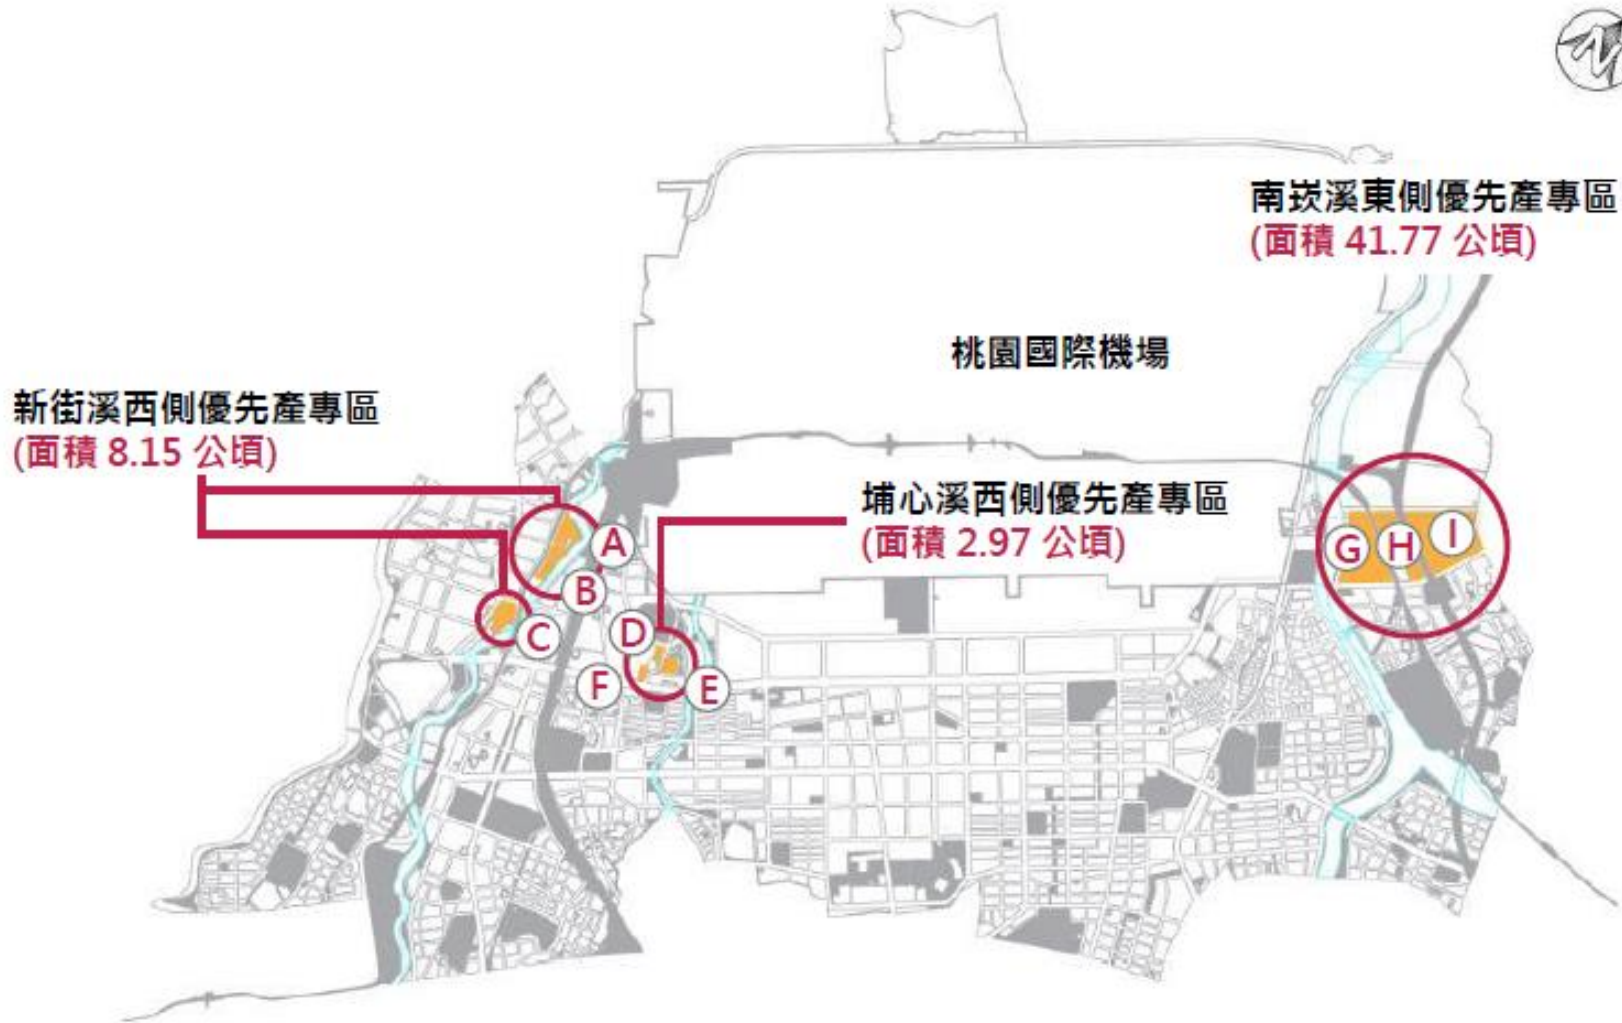 N
南崁溪東側優先產專區
(面積 41.77 公頃)
桃園國際機場
新街溪西側優先產專區
(面積 8.15 公頃)
埔心溪西側優先產專區
(面積 2.97 公頃)
A
B
C
D
E
F
G
H
I